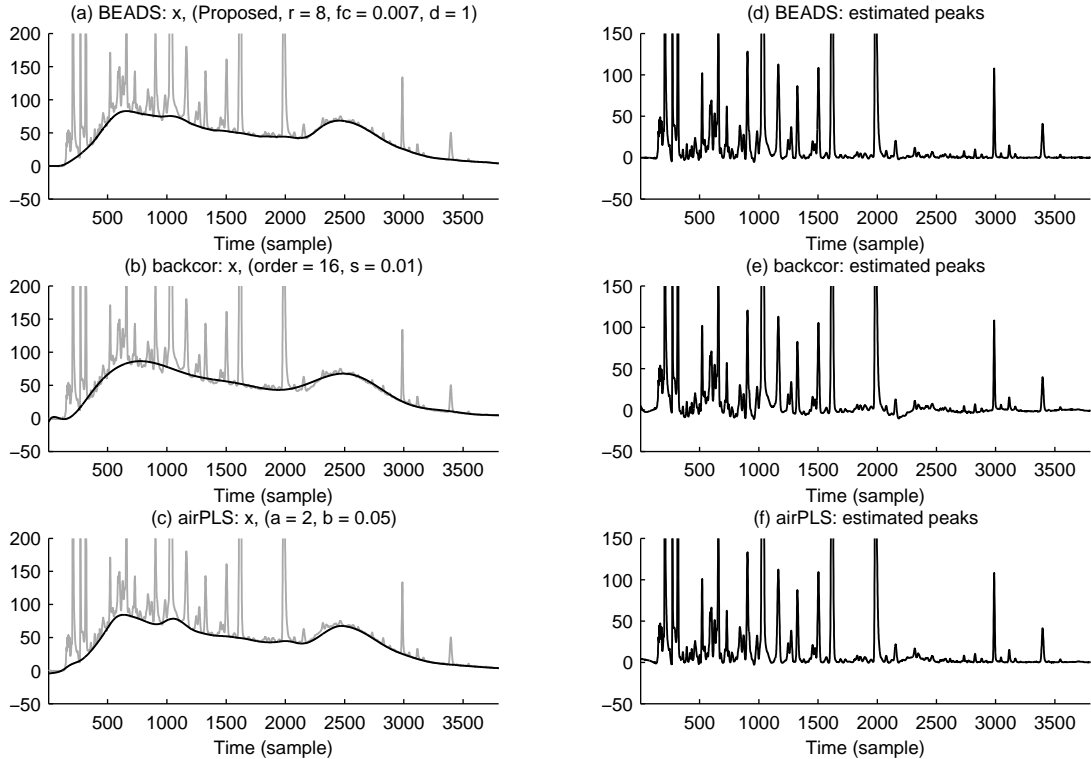 (a) BEADS: x, (Proposed, r = 8, fc = 0.007, d = 1)
200
150
100
50
0
−50
500 1000 1500 2000 2500 3000 3500
Time (sample)
(d) BEADS: estimated peaks
150
100
50
0
−50
500 1000 1500 2000 2500 3000 3500
Time (sample)
(b) backcor: x, (order = 16, s = 0.01)
200
150
100
50
0
−50
500 1000 1500 2000 2500 3000 3500
Time (sample)
(e) backcor: estimated peaks
150
100
50
0
−50
500 1000 1500 2000 2500 3000 3500
Time (sample)
(c) airPLS: x, (a = 2, b = 0.05)
200
150
100
50
0
−50
500 1000 1500 2000 2500 3000 3500
Time (sample)
(f) airPLS: estimated peaks
150
100
50
0
−50
500 1000 1500 2000 2500 3000 3500
Time (sample)